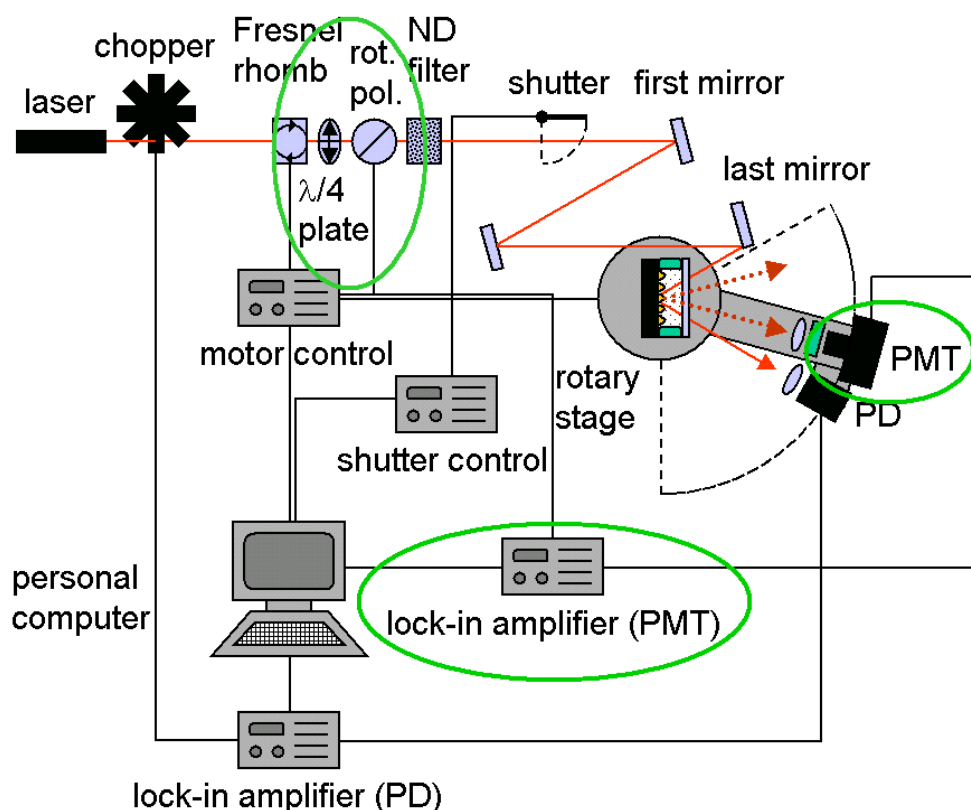 chopper
Fresnel
rhomb
rot.
pol.
ND
filter
laser
shutter
first mirror
λ/4
plate
last mirror
motor control
rotary
stage
PMT
PD
shutter control
personal
computer
lock-in amplifier (PMT)
lock-in amplifier (PD)